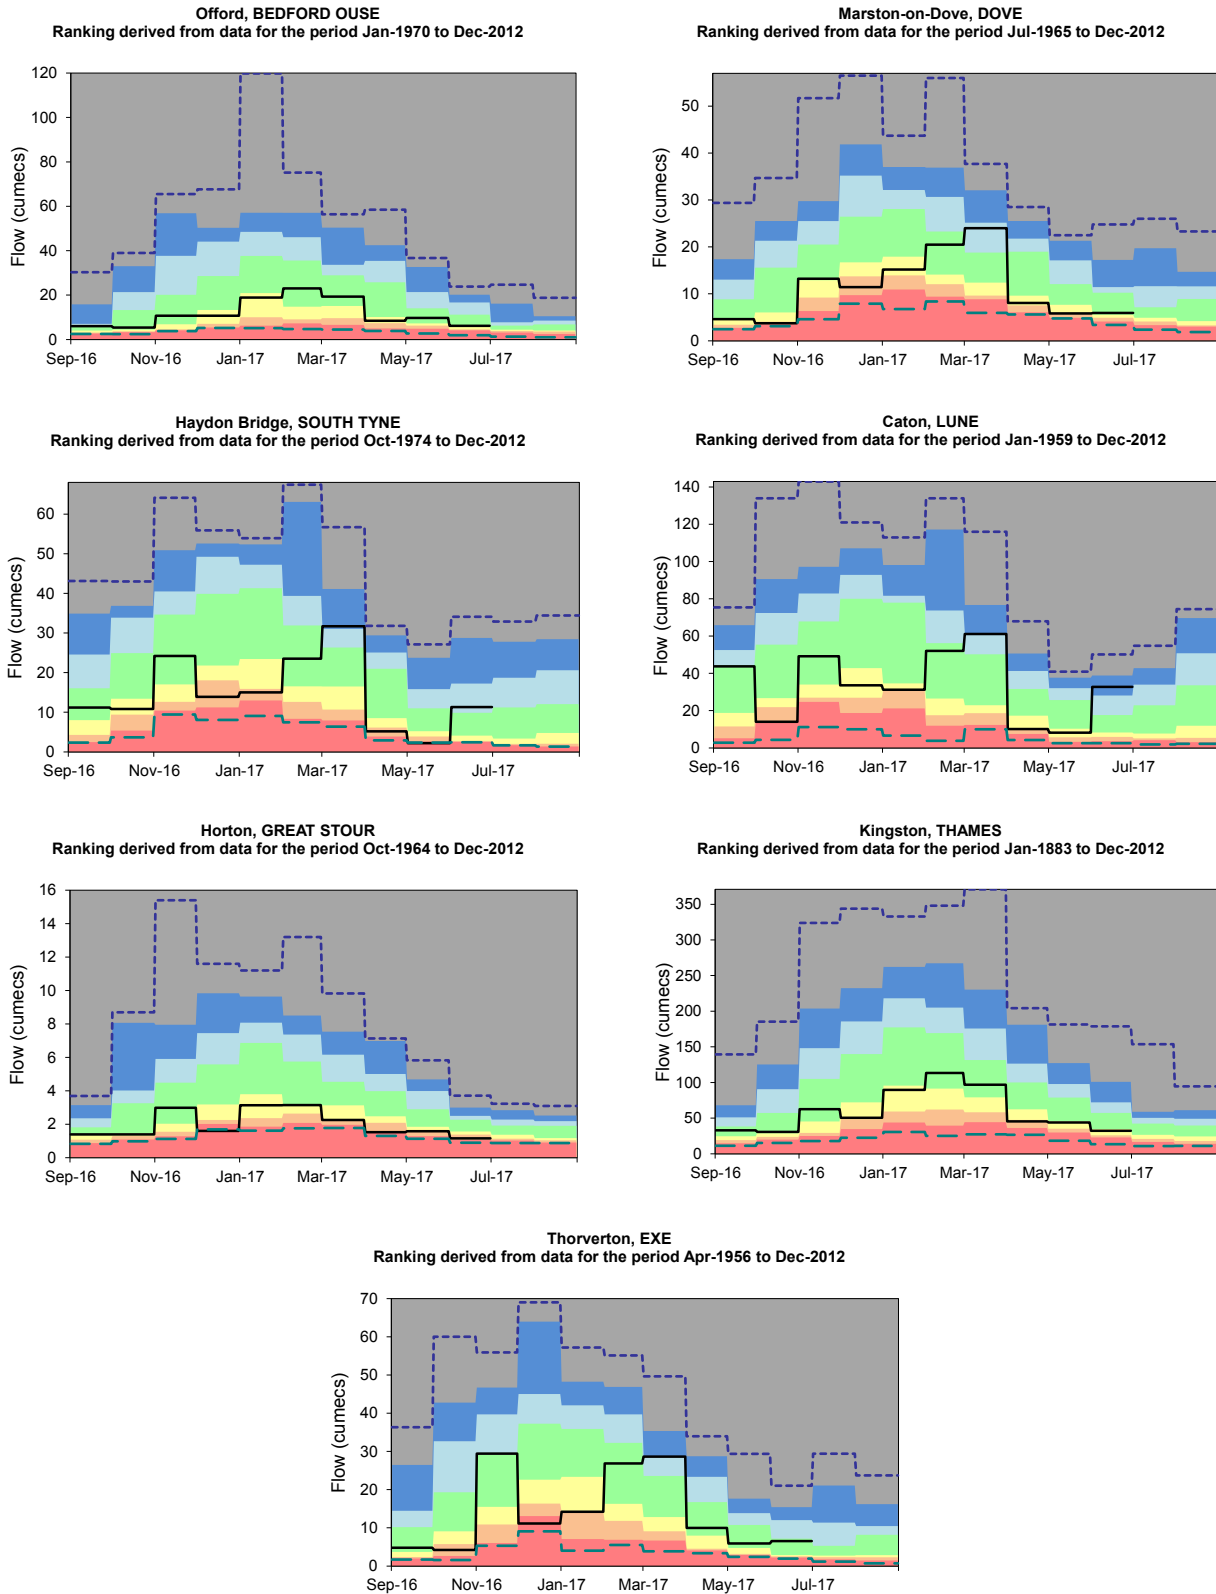 Offord, BEDFORD OUSE
Ranking derived from data for the period Jan-1970 to Dec-2012
Flow (cumecs)
120
100
80
60
40
20
0
Sep-16 Nov-16 Jan-17 Mar-17 May-17 Jul-17
Marston-on-Dove, DOVE
Ranking derived from data for the period Jul-1965 to Dec-2012
Flow (cumecs)
50
40
30
20
10
0
Sep-16 Nov-16 Jan-17 Mar-17 May-17 Jul-17
Haydon Bridge, SOUTH TYNE
Ranking derived from data for the period Oct-1974 to Dec-2012
Flow (cumecs)
60
50
40
30
20
10
0
Sep-16 Nov-16 Jan-17 Mar-17 May-17 Jul-17
Caton, LUNE
Ranking derived from data for the period Jan-1959 to Dec-2012
Flow (cumecs)
140
120
100
80
60
40
20
0
Sep-16 Nov-16 Jan-17 Mar-17 May-17 Jul-17
Horton, GREAT STOUR
Ranking derived from data for the period Oct-1964 to Dec-2012
Flow (cumecs)
16
14
12
10
8
6
4
2
0
Sep-16 Nov-16 Jan-17 Mar-17 May-17 Jul-17
Kingston, THAMES
Ranking derived from data for the period Jan-1883 to Dec-2012
Flow (cumecs)
350
300
250
200
150
100
50
0
Sep-16 Nov-16 Jan-17 Mar-17 May-17 Jul-17
Thorverton, EXE
Ranking derived from data for the period Apr-1956 to Dec-2012
Flow (cumecs)
70
60
50
40
30
20
10
0
Sep-16 Nov-16 Jan-17 Mar-17 May-17 Jul-17